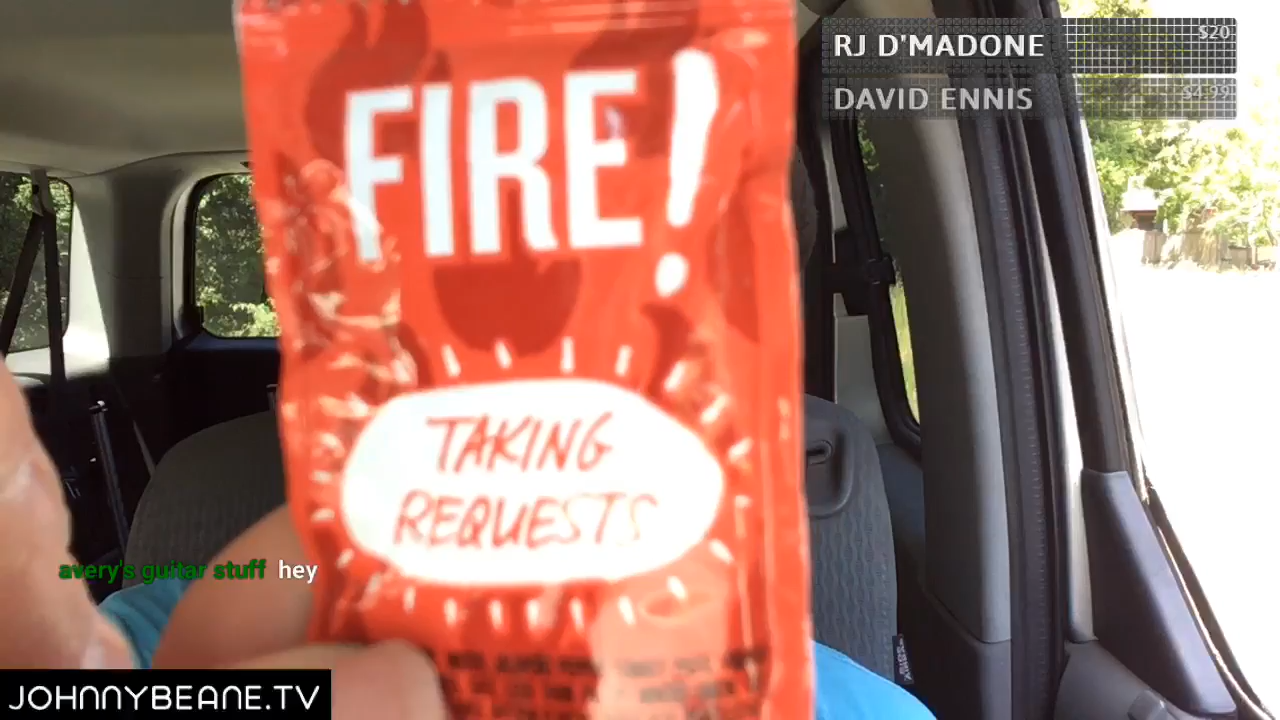 RJ D'MADONE $20
DAVID ENNIS $4.99
FIRE!
TAKING
REQUESTS
avery's guitar stuff hey
JOHNNYBEANE.TV